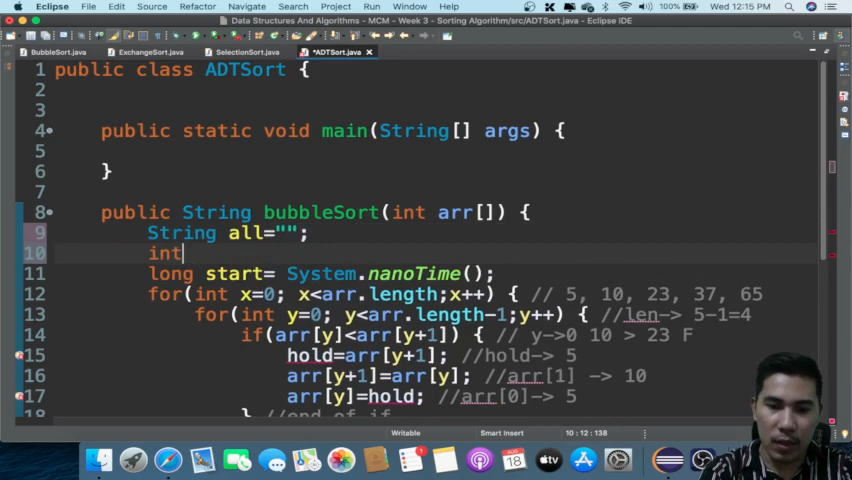 Eclipse File Edit Source Refactor Navigate Search Project Run Window Help 100% Wed 12:15 PM
Data Structures And Algorithms - MCM - Week 3 - Sorting Algorithm/src/ADTSort.java - Eclipse IDE
BubbleSort.java ExchangeSort.java SelectionSort.java *ADTSort.java
1 public class ADTSort {
2
3
4 public static void main(String[] args) {
5
6 }
7
8 public String bubbleSort(int arr[]) {
9 String all="";
10 int
11 long start= System.nanoTime();
12 for(int x=0; x<arr.length;x++) { // 5, 10, 23, 37, 65
13 for(int y=0; y<arr.length-1;y++) { //len-> 5-1=4
14 if(arr[y]<arr[y+1]) { // y->0 10 > 23 F
15 hold=arr[y+1]; //hold-> 5
16 arr[y+1]=arr[y]; //arr[1] -> 10
17 arr[y]=hold; //arr[0]-> 5
18 } //end of if
Writable Smart Insert 10 : 12 : 138
AUG
18
tv